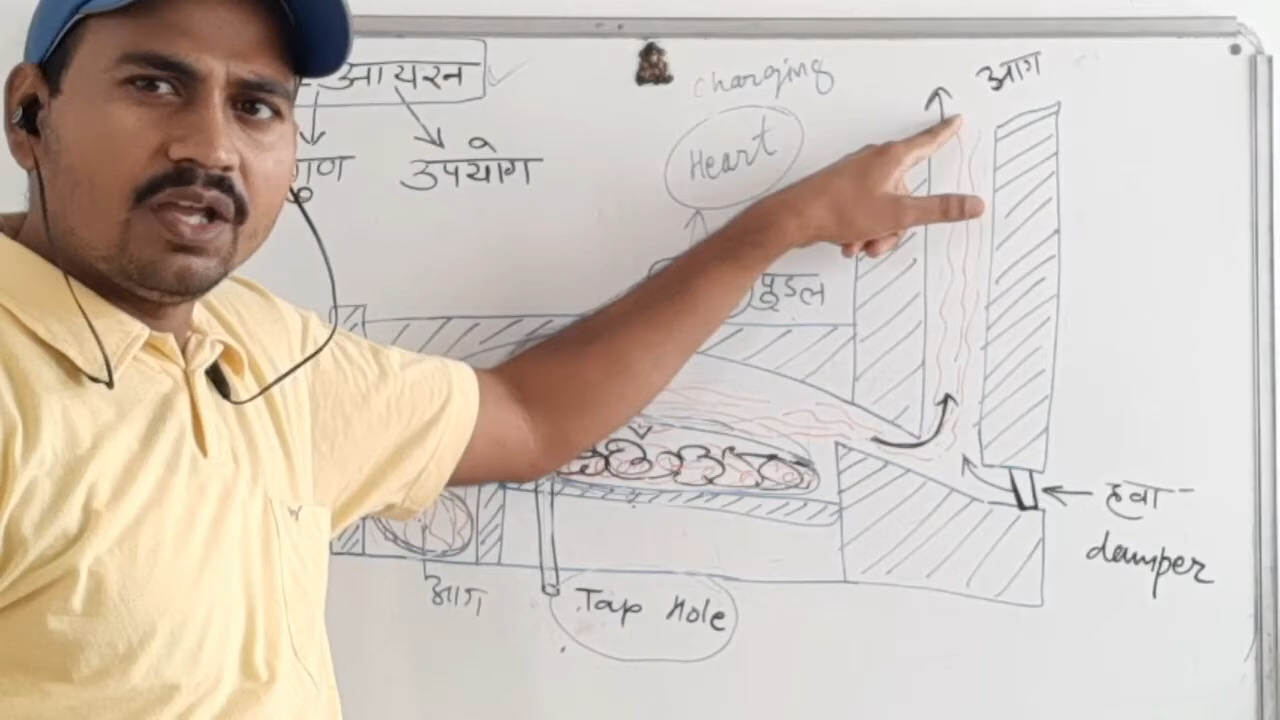 आयरन
charging
आग
Heart
गुण
उपयोग
पूडल
हवा
damper
आग
Tap Hole